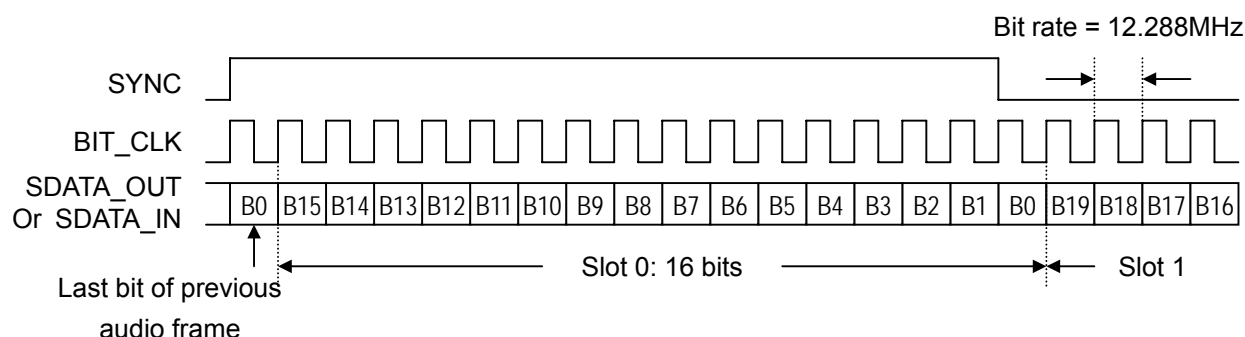 Bit rate = 12.288MHz
SYNC
BIT_CLK
SDATA_OUT
Or SDATA_IN
B0 B15 B14 B13 B12 B11 B10 B9 B8 B7 B6 B5 B4 B3 B2 B1 B0 B19 B18 B17 B16
Slot 0: 16 bits
Slot 1
Last bit of previous
audio frame